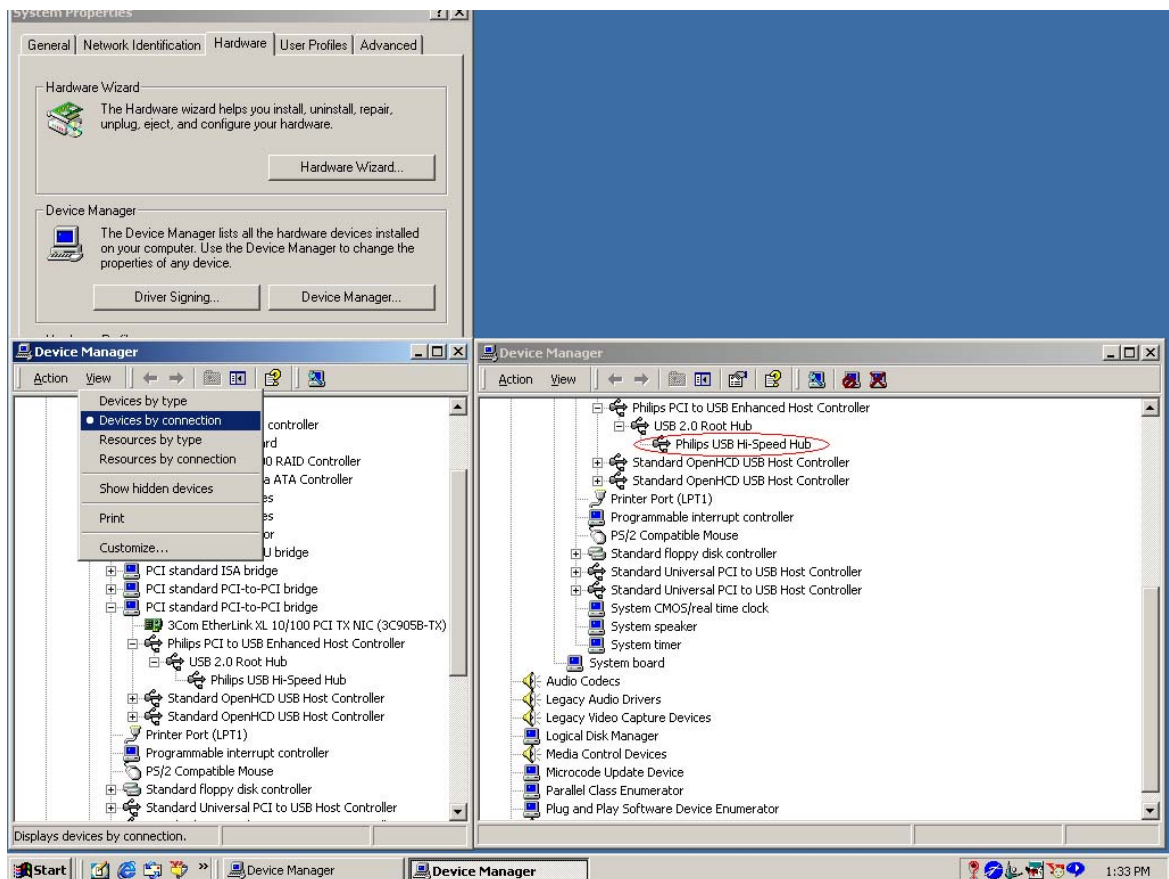 System Properties
General
Network Identification
Hardware
User Profiles
Advanced
Hardware Wizard
The Hardware wizard helps you install, uninstall, repair,
unplug, eject, and configure your hardware.
Hardware Wizard...
Device Manager
The Device Manager lists all the hardware devices installed
on your computer. Use the Device Manager to change the
properties of any device.
Driver Signing...
Device Manager...
Device Manager
Action View
Devices by type
Devices by connection
Resources by type
Resources by connection
Show hidden devices
Print
Customize...
controller
RAID Controller
ATA Controller
bridge
PCI standard ISA bridge
PCI standard PCI-to-PCI bridge
PCI standard PCI-to-PCI bridge
3Com EtherLink XL 10/100 PCI TX NIC (3C905B-TX)
Philips PCI to USB Enhanced Host Controller
USB 2.0 Root Hub
Philips USB Hi-Speed Hub
Standard OpenHCD USB Host Controller
Standard OpenHCD USB Host Controller
Printer Port (LPT1)
Programmable interrupt controller
PS/2 Compatible Mouse
Standard floppy disk controller
Standard Universal PCI to USB Host Controller
Displays devices by connection.
Device Manager
Action View
Philips PCI to USB Enhanced Host Controller
USB 2.0 Root Hub
Philips USB Hi-Speed Hub
Standard OpenHCD USB Host Controller
Standard OpenHCD USB Host Controller
Printer Port (LPT1)
Programmable interrupt controller
PS/2 Compatible Mouse
Standard floppy disk controller
Standard Universal PCI to USB Host Controller
Standard Universal PCI to USB Host Controller
System CMOS/real time clock
System speaker
System timer
System board
Audio Codecs
Legacy Audio Drivers
Legacy Video Capture Devices
Logical Disk Manager
Media Control Devices
Microcode Update Device
Parallel Class Enumerator
Plug and Play Software Device Enumerator
Start
Device Manager
Device Manager
1:33 PM